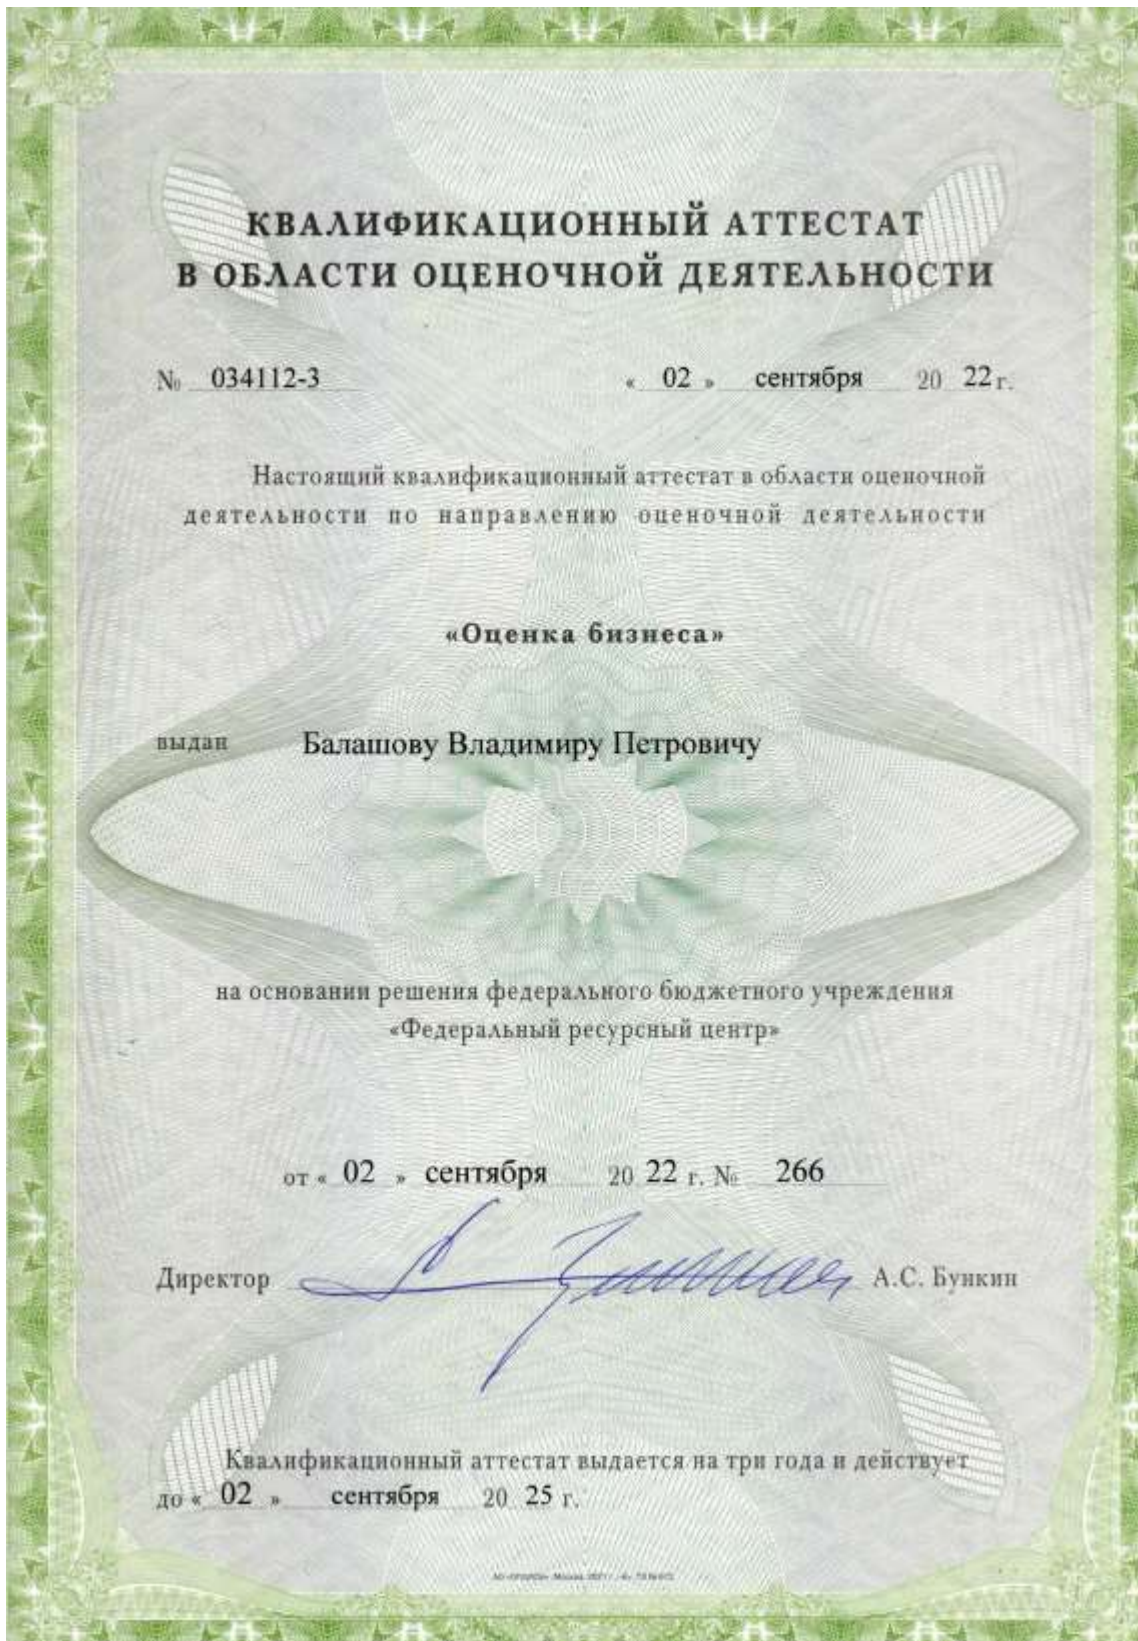 КВАЛИФИКАЦИОННЫЙ АТТЕСТАТ
В ОБЛАСТИ ОЦЕНОЧНОЙ ДЕЯТЕЛЬНОСТИ
№ 034112-3 « 02 » сентября 20 22 г.
Настоящий квалификационный аттестат в области оценочной
деятельности по направлению оценочной деятельности
«Оценка бизнеса»
выдан Балашову Владимиру Петровичу
на основании решения федерального бюджетного учреждения
«Федеральный ресурсный центр»
от « 02 » сентября 20 22 г. № 266
Директор А.С. Бункин
Квалификационный аттестат выдается на три года и действует
до « 02 » сентября 20 25 г.